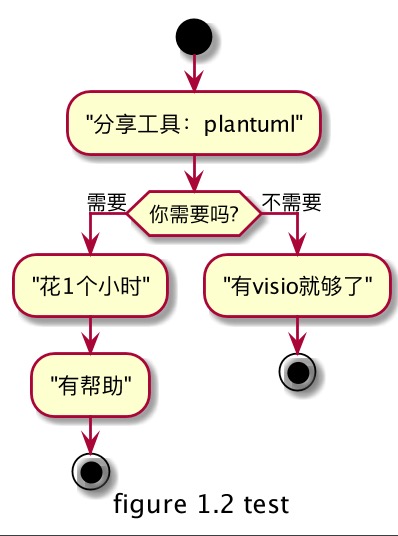 "分享工具：plantuml"
你需要吗?
需要
不需要
"花1个小时"
"有visio就够了"
"有帮助"
figure 1.2 test